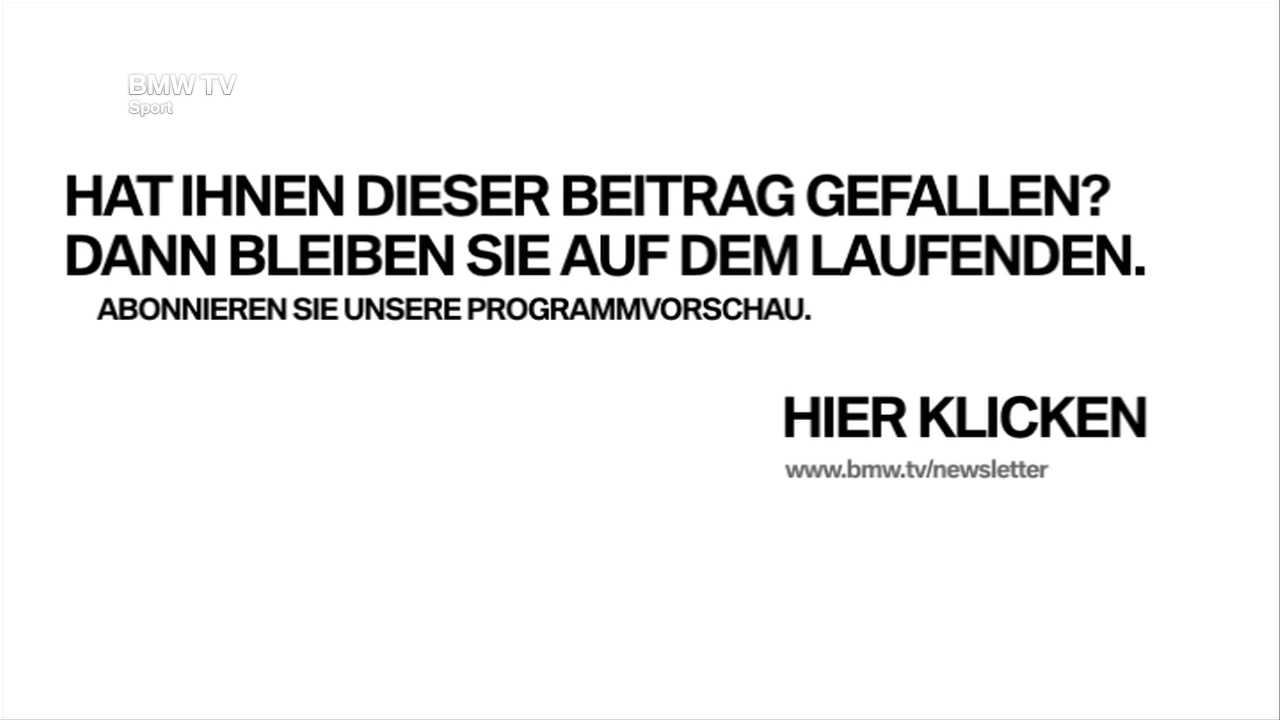 BMW TV
Sport
HAT IHNEN DIESER BEITRAG GEFALLEN?
DANN BLEIBEN SIE AUF DEM LAUFENDEN.
ABONNIEREN SIE UNSERE PROGRAMMVORSCHAU.
HIER KLICKEN
www.bmw.tv/newsletter